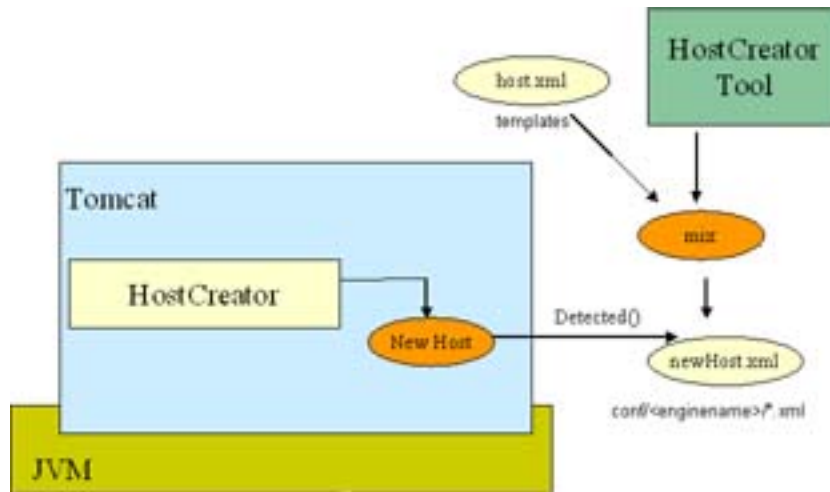 HostCreator
Tool
host.xml
templates
Tomcat
mix
HostCreator
Detected()
New Host
newHost.xml
conf/<enginename>/*.xml
JVM